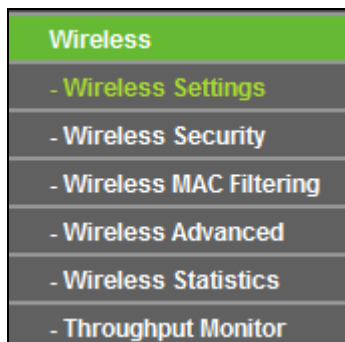 Wireless
- Wireless Settings
- Wireless Security
- Wireless MAC Filtering
- Wireless Advanced
- Wireless Statistics
- Throughput Monitor